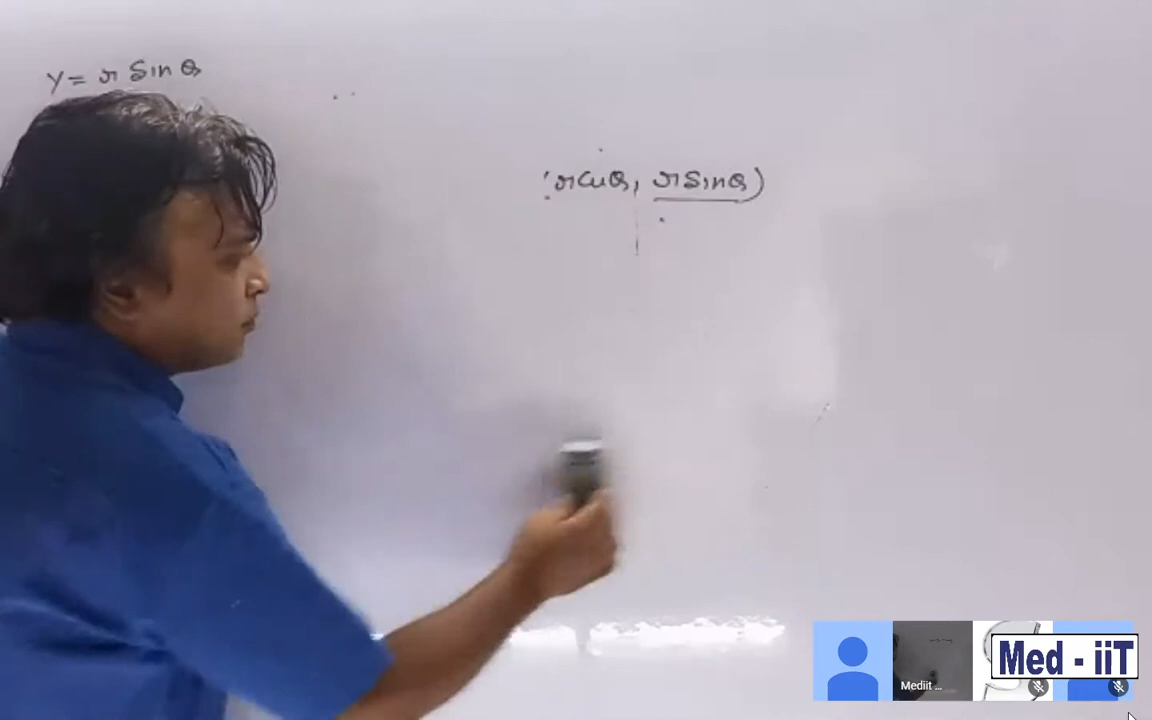 y = r Sin θ
(r cos θ, r sin θ)
Mediit ...
Med - iiT